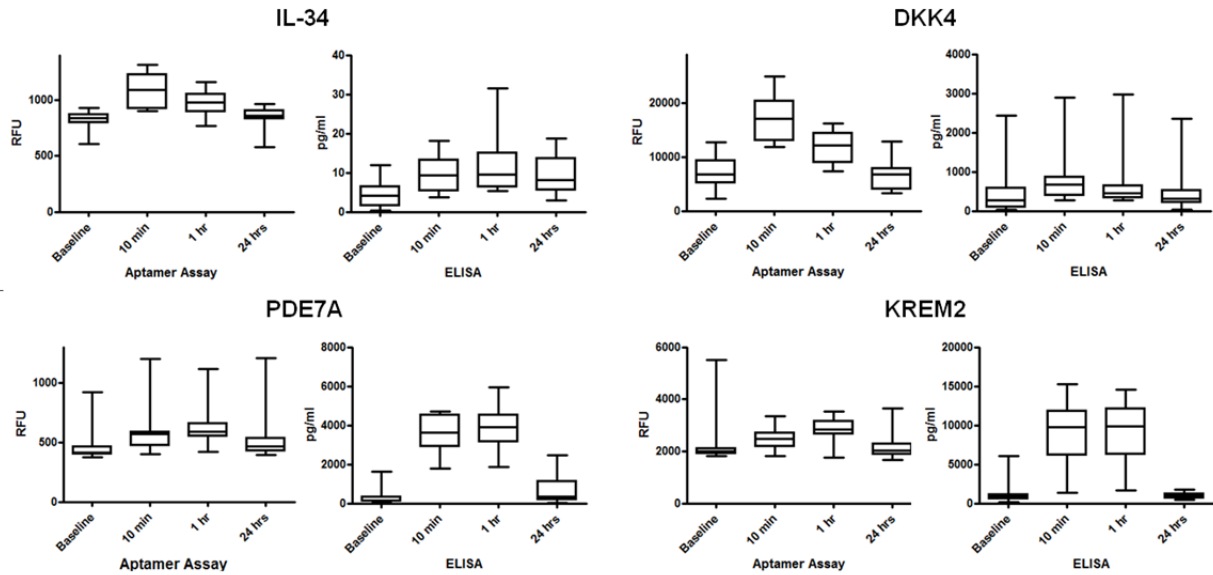 IL-34
DKK4
RFU
1000
500
0
Baseline
10 min
1 hr
24 hrs
Aptamer Assay
pg/ml
40
30
20
10
0
Baseline
10 min
1 hr
24 hrs
ELISA
RFU
20000
10000
0
Baseline
10 min
1 hr
24 hrs
Aptamer Assay
pg/ml
4000
3000
2000
1000
0
Baseline
10 min
1 hr
24 hrs
ELISA
PDE7A
KREM2
RFU
1000
500
0
Baseline
10 min
1 hr
24 hrs
Aptamer Assay
pg/ml
8000
6000
4000
2000
0
Baseline
10 min
1 hr
24 hrs
ELISA
RFU
6000
4000
2000
0
Baseline
10 min
1 hr
24 hrs
Aptamer Assay
pg/ml
20000
15000
10000
5000
0
Baseline
10 min
1 hr
24 hrs
ELISA